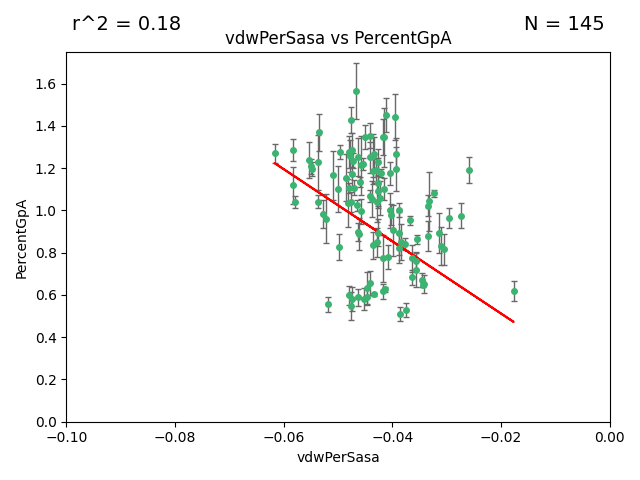 r^2 = 0.18
N = 145
vdwPerSasa vs PercentGpA
PercentGpA
1.6
1.4
1.2
1.0
0.8
0.6
0.4
0.2
0.0
−0.10 −0.08 −0.06 −0.04 −0.02 0.00
vdwPerSasa